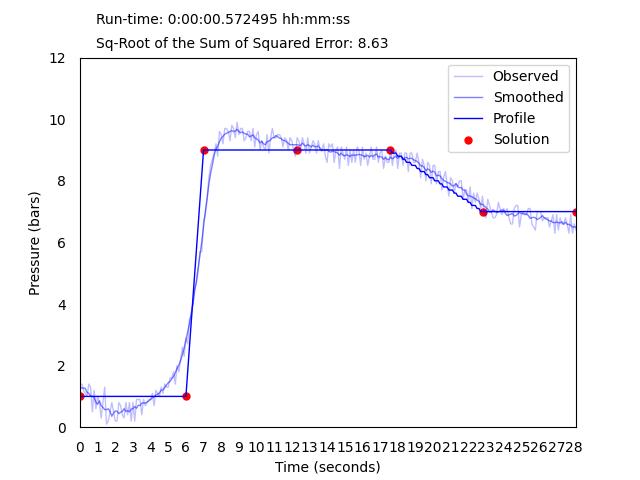 Run-time: 0:00:00.572495 hh:mm:ss
Sq-Root of the Sum of Squared Error: 8.63
12
10
8
6
4
2
0
Pressure (bars)
Observed
Smoothed
Profile
Solution
0 1 2 3 4 5 6 7 8 9 10 11 12 13 14 15 16 17 18 19 20 21 22 23 24 25 26 27 28
Time (seconds)